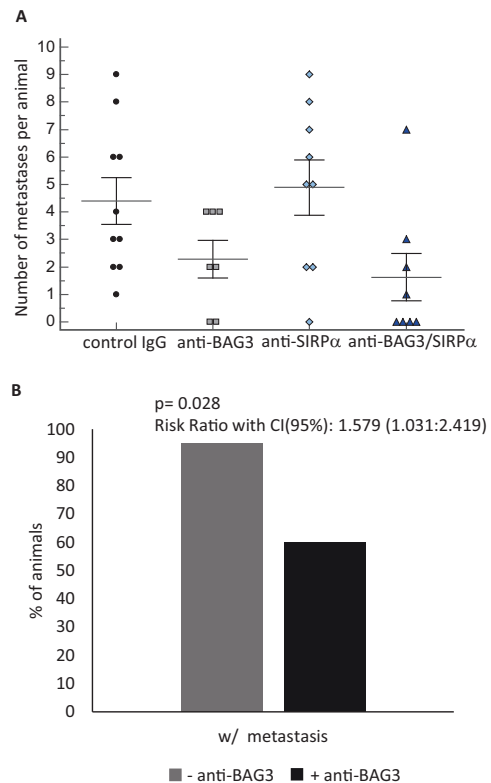 A
Number of metastases per animal
10
9
8
7
6
5
4
3
2
1
0
control IgG anti-BAG3 anti-SIRPα anti-BAG3/SIRPα
B
p= 0.028
Risk Ratio with CI(95%): 1.579 (1.031:2.419)
% of animals
100
90
80
70
60
50
40
30
20
10
0
w/ metastasis
- anti-BAG3 + anti-BAG3